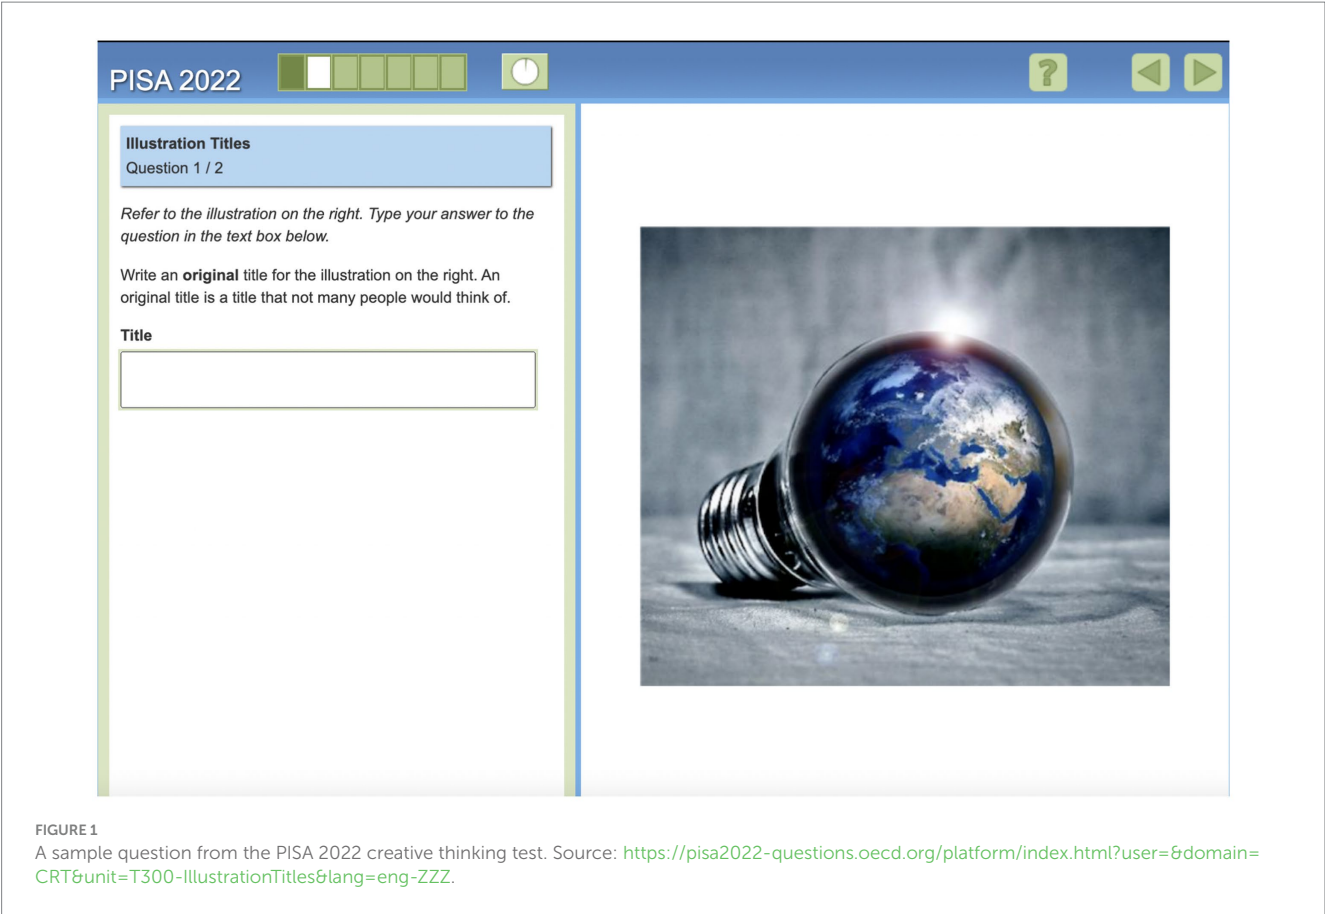 PISA 2022
?
Illustration Titles
Question 1 / 2
Refer to the illustration on the right. Type your answer to the
question in the text box below.
Write an original title for the illustration on the right. An
original title is a title that not many people would think of.
Title
FIGURE 1
A sample question from the PISA 2022 creative thinking test. Source: https://pisa2022-questions.oecd.org/platform/index.html?user=&domain=
CRT&unit=T300-IllustrationTitles&lang=eng-ZZZ.